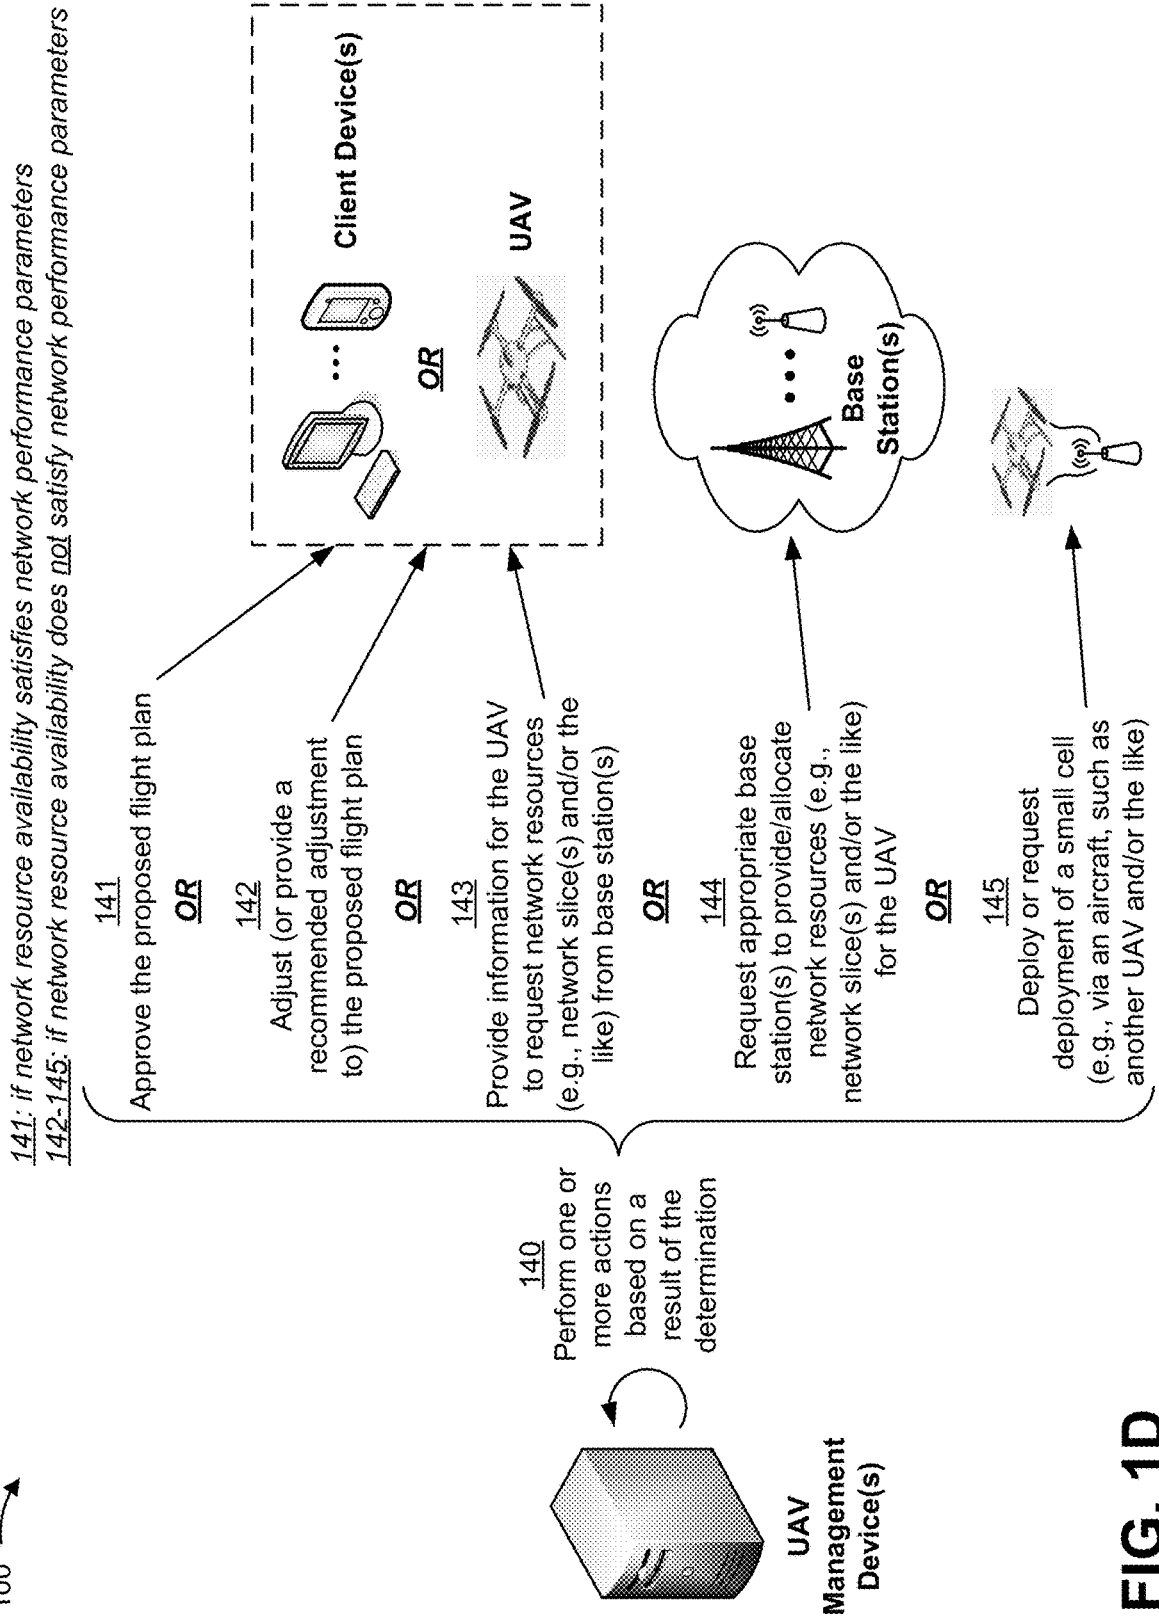 100
141: if network resource availability satisfies network performance parameters
142-145: if network resource availability does not satisfy network performance parameters
UAV
Management
Device(s)
140
Perform one or
more actions
based on a
result of the
determination
141
Approve the proposed flight plan
OR
142
Adjust (or provide a
recommended adjustment
to) the proposed flight plan
OR
143
Provide information for the UAV
to request network resources
(e.g., network slice(s) and/or the
like) from base station(s)
OR
144
Request appropriate base
station(s) to provide/allocate
network resources (e.g.,
network slice(s) and/or the like)
for the UAV
OR
145
Deploy or request
deployment of a small cell
(e.g., via an aircraft, such as
another UAV and/or the like)
Client Device(s)
OR
UAV
Base
Station(s)
FIG. 1D